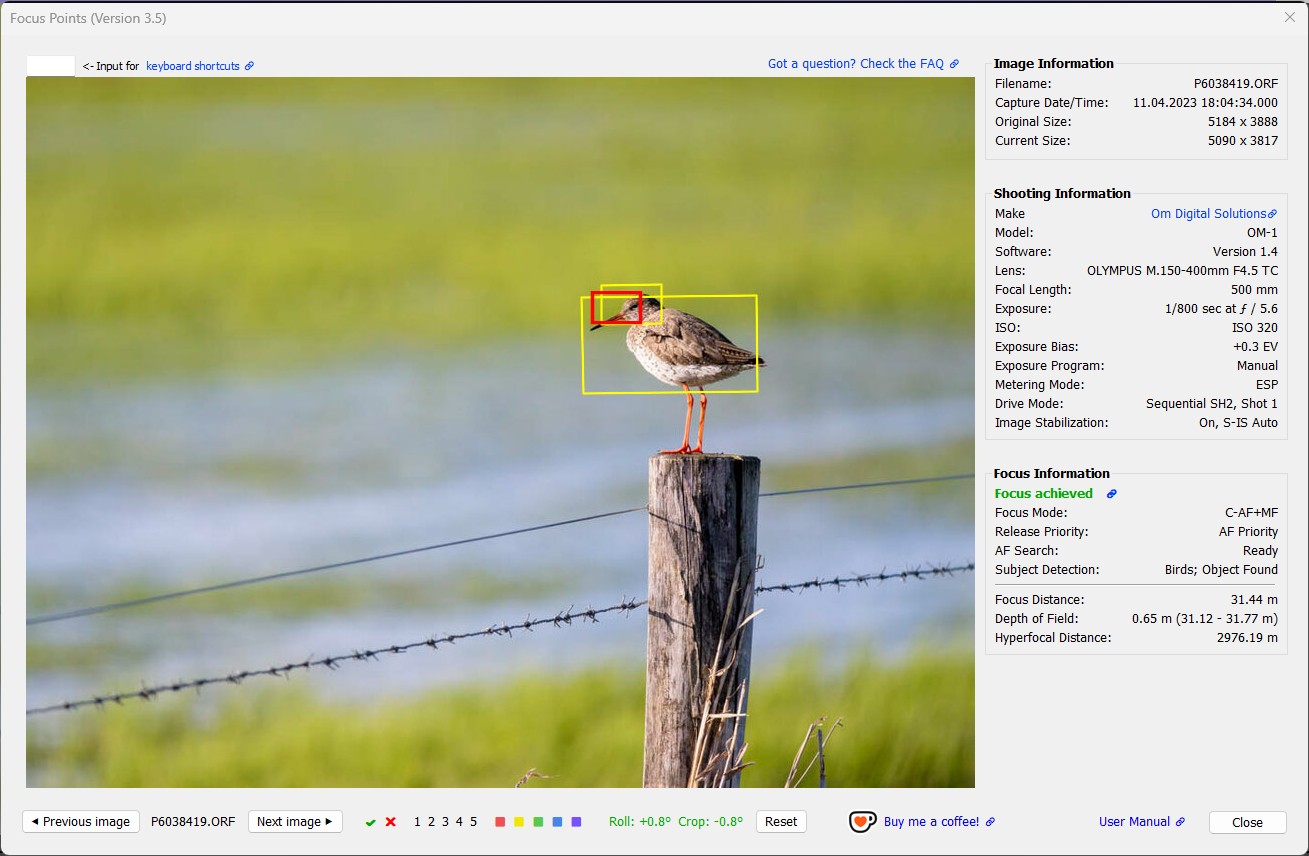 Focus Points (Version 3.5)
<- Input for keyboard shortcuts
Got a question? Check the FAQ
Image Information
Filename: P6038419.ORF
Capture Date/Time: 11.04.2023 18:04:34.000
Original Size: 5184 x 3888
Current Size: 5090 x 3817
Shooting Information
Make Om Digital Solutions
Model: OM-1
Software: Version 1.4
Lens: OLYMPUS M.150-400mm F4.5 TC
Focal Length: 500 mm
Exposure: 1/800 sec at ƒ / 5.6
ISO: ISO 320
Exposure Bias: +0.3 EV
Exposure Program: Manual
Metering Mode: ESP
Drive Mode: Sequential SH2, Shot 1
Image Stabilization: On, S-IS Auto
Focus Information
Focus achieved
Focus Mode: C-AF+MF
Release Priority: AF Priority
AF Search: Ready
Subject Detection: Birds; Object Found
Focus Distance: 31.44 m
Depth of Field: 0.65 m (31.12 - 31.77 m)
Hyperfocal Distance: 2976.19 m
Previous image P6038419.ORF Next image 1 2 3 4 5 Roll: +0.8° Crop: -0.8° Reset Buy me a coffee! User Manual Close